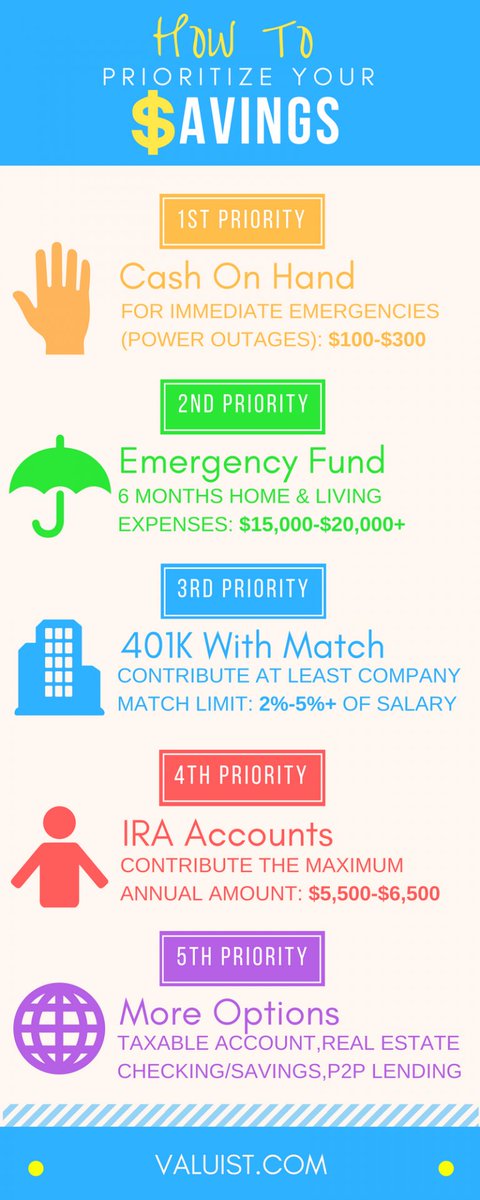 How To
PRIORITIZE YOUR
$AVINGS
1ST PRIORITY
Cash On Hand
FOR IMMEDIATE EMERGENCIES
(POWER OUTAGES): $100-$300
2ND PRIORITY
Emergency Fund
6 MONTHS HOME & LIVING
EXPENSES: $15,000-$20,000+
3RD PRIORITY
401K With Match
CONTRIBUTE AT LEAST COMPANY
MATCH LIMIT: 2%-5%+ OF SALARY
4TH PRIORITY
IRA Accounts
CONTRIBUTE THE MAXIMUM
ANNUAL AMOUNT: $5,500-$6,500
5TH PRIORITY
More Options
TAXABLE ACCOUNT,REAL ESTATE
CHECKING/SAVINGS,P2P LENDING
VALUIST.COM